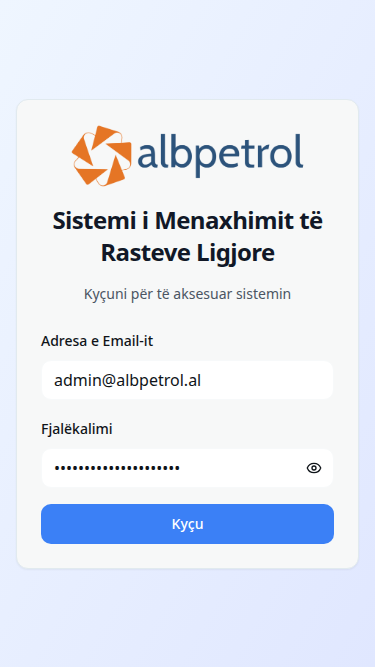 albpetrol
Sistemi i Menaxhimit të
Rasteve Ligjore
Kyçuni për të aksesuar sistemin
Adresa e Email-it
admin@albpetrol.al
Fjalëkalimi
•••••••••••••••••••••
Kyçu